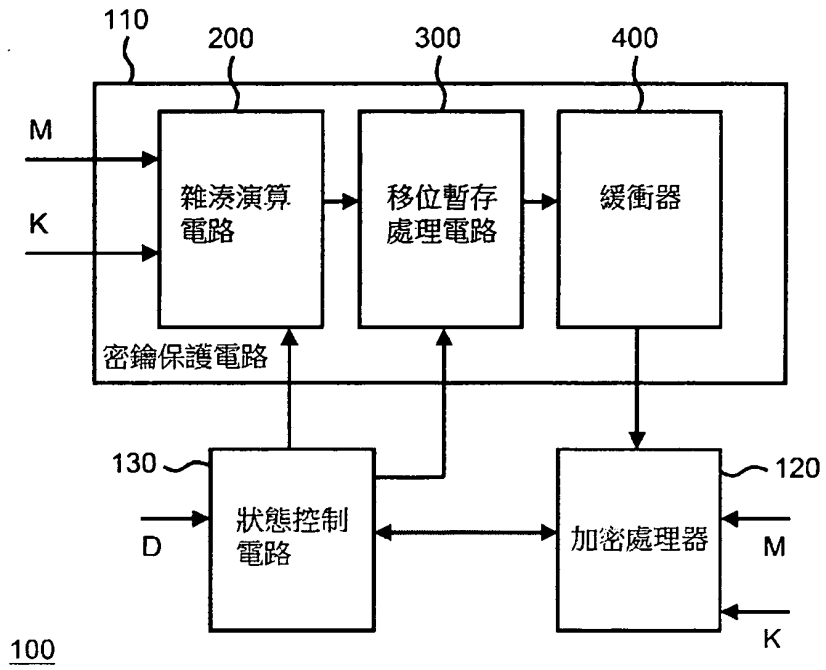 110
200
300
400
M
K
雜湊演算
電路
移位暫存
處理電路
緩衝器
密鑰保護電路
130
120
D
狀態控制
電路
加密處理器
M
K
100